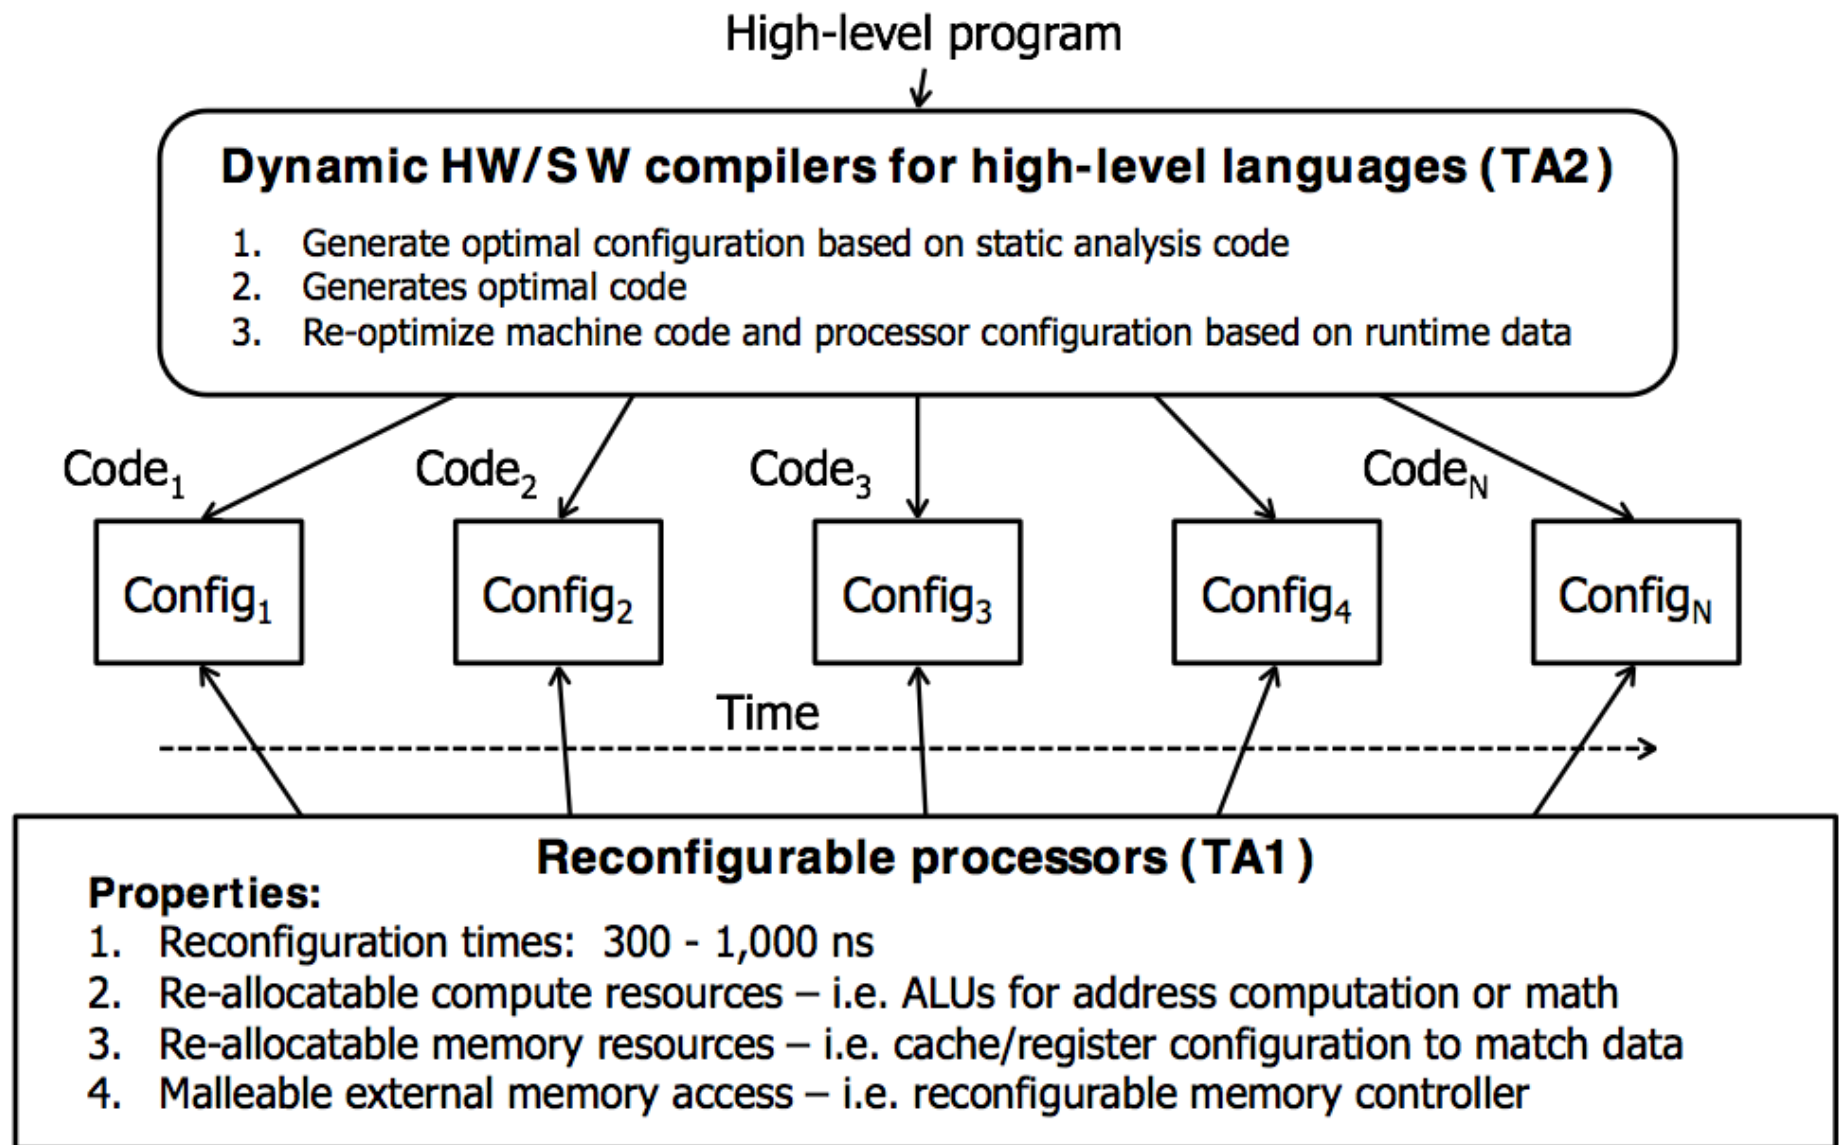 High-level program
Dynamic HW/SW compilers for high-level languages (TA2)
1. Generate optimal configuration based on static analysis code
2. Generates optimal code
3. Re-optimize machine code and processor configuration based on runtime data
Code₁ Code₂ Code₃ Code_N
Config₁ Config₂ Config₃ Config₄ Config_N
Time
Reconfigurable processors (TA1)
Properties:
1. Reconfiguration times: 300 - 1,000 ns
2. Re-allocatable compute resources – i.e. ALUs for address computation or math
3. Re-allocatable memory resources – i.e. cache/register configuration to match data
4. Malleable external memory access – i.e. reconfigurable memory controller